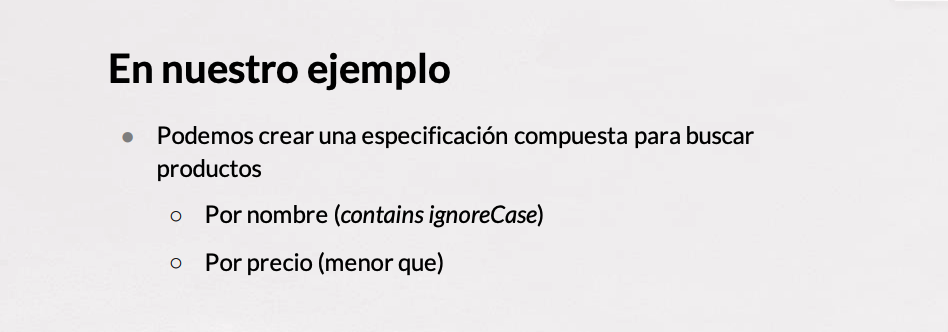 En nuestro ejemplo
● Podemos crear una especificación compuesta para buscar
productos
○ Por nombre (contains ignoreCase)
○ Por precio (menor que)